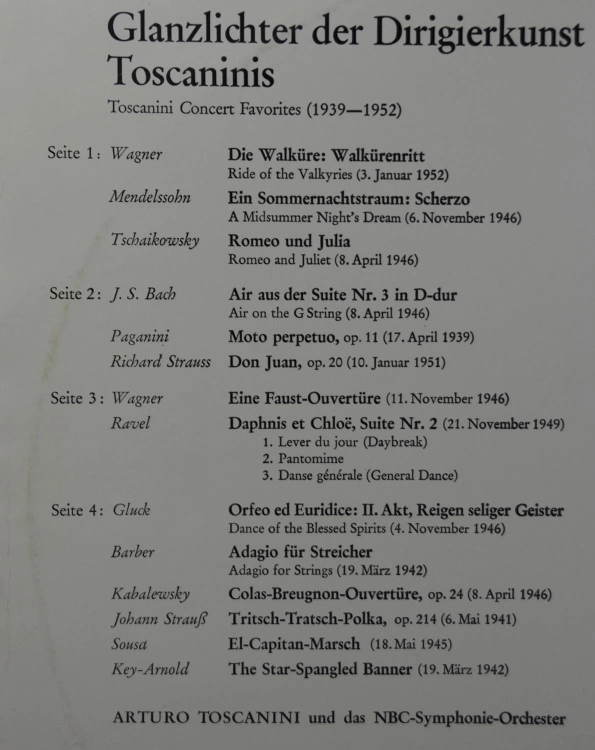 Glanzlichter der Dirigierkunst
Toscaninis
Toscanini Concert Favorites (1939—1952)
Seite 1: Wagner Die Walküre: Walkürenritt
Ride of the Valkyries (3. Januar 1952)
Mendelssohn Ein Sommernachtstraum: Scherzo
A Midsummer Night's Dream (6. November 1946)
Tschaikowsky Romeo und Julia
Romeo and Juliet (8. April 1946)
Seite 2: J. S. Bach Air aus der Suite Nr. 3 in D-dur
Air on the G String (8. April 1946)
Paganini Moto perpetuo, op. 11 (17. April 1939)
Richard Strauss Don Juan, op. 20 (10. Januar 1951)
Seite 3: Wagner Eine Faust-Ouvertüre (11. November 1946)
Ravel Daphnis et Chloë, Suite Nr. 2 (21. November 1949)
1. Lever du jour (Daybreak)
2. Pantomime
3. Danse générale (General Dance)
Seite 4: Gluck Orfeo ed Euridice: II. Akt, Reigen seliger Geister
Dance of the Blessed Spirits (4. November 1946)
Barber Adagio für Streicher
Adagio for Strings (19. März 1942)
Kabalewsky Colas-Breugnon-Ouvertüre, op. 24 (8. April 1946)
Johann Strauß Tritsch-Tratsch-Polka, op. 214 (6. Mai 1941)
Sousa El-Capitan-Marsch (18. Mai 1945)
Key-Arnold The Star-Spangled Banner (19. März 1942)
ARTURO TOSCANINI und das NBC-Symphonie-Orchester